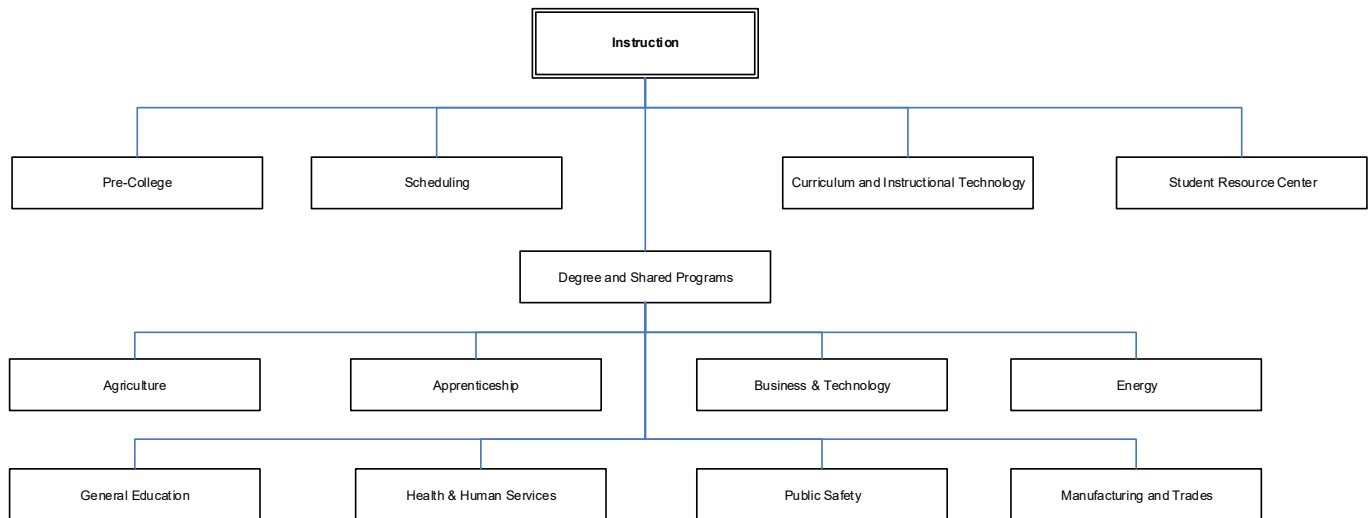 Instruction
Pre-College
Scheduling
Curriculum and Instructional Technology
Student Resource Center
Degree and Shared Programs
Agriculture
Apprenticeship
Business & Technology
Energy
General Education
Health & Human Services
Public Safety
Manufacturing and Trades